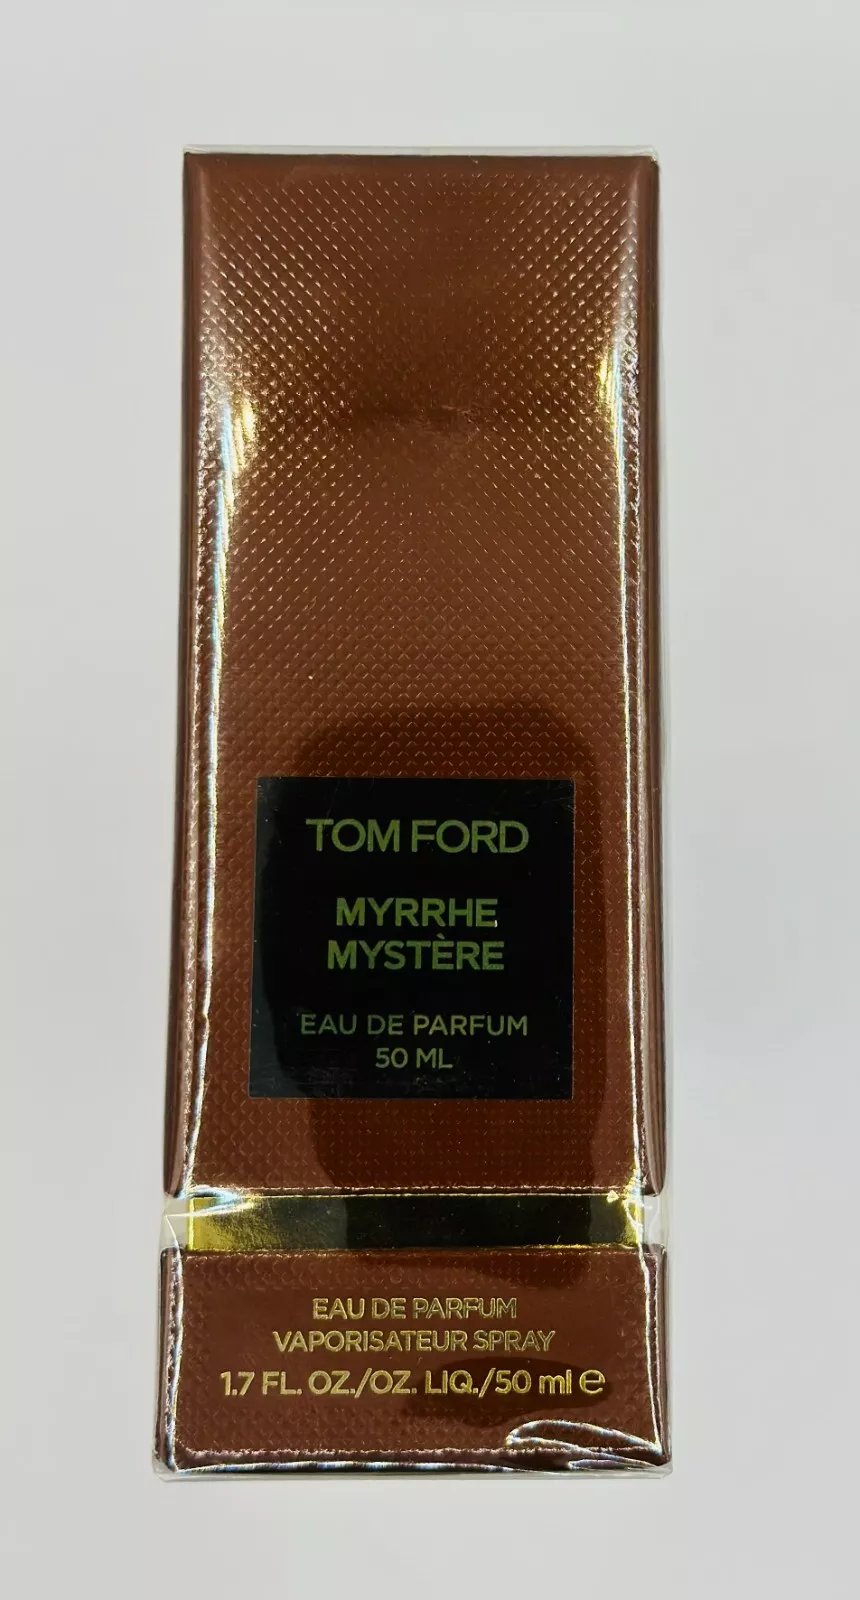 TOM FORD
MYRRHE
MYSTÈRE
EAU DE PARFUM
50 ML
EAU DE PARFUM
VAPORISATEUR SPRAY
1.7 FL. OZ./OZ. LIQ./50 ml ℮